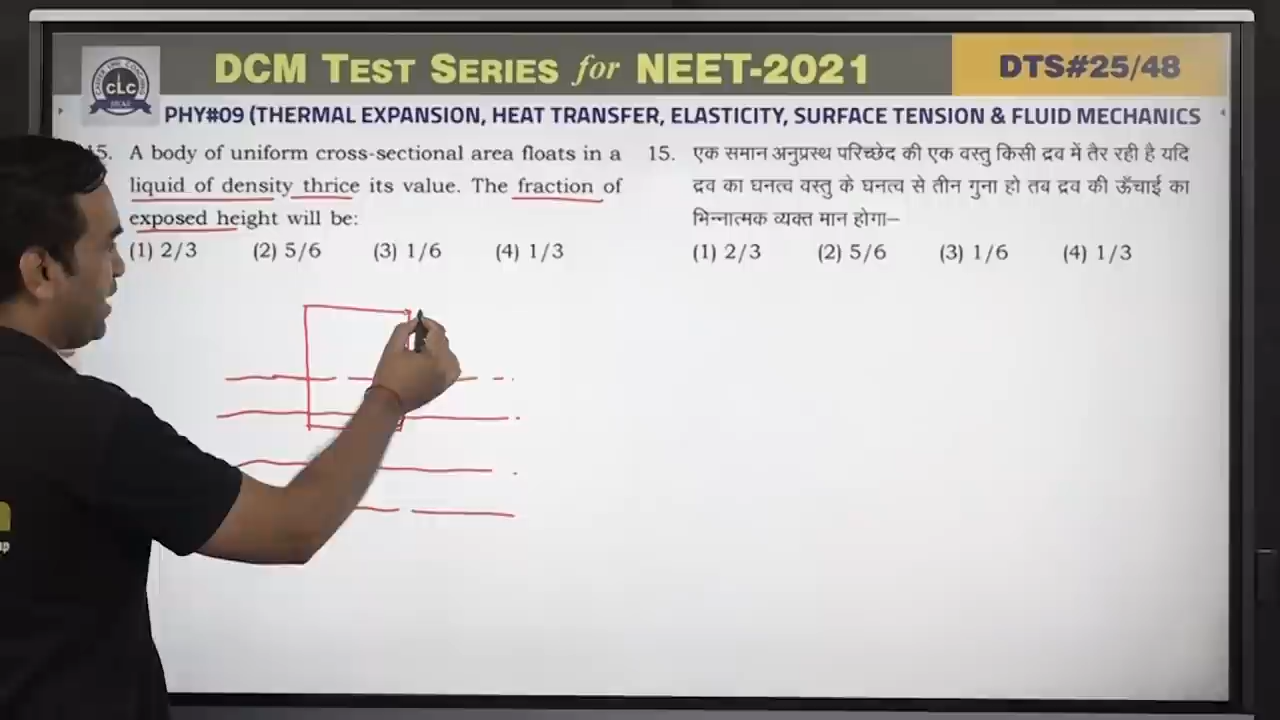 DCM TEST SERIES for NEET-2021
DTS#25/48
CLC
PHY#09 (THERMAL EXPANSION, HEAT TRANSFER, ELASTICITY, SURFACE TENSION & FLUID MECHANICS
5. A body of uniform cross-sectional area floats in a
liquid of density thrice its value. The fraction of
exposed height will be:
(1) 2/3 (2) 5/6 (3) 1/6 (4) 1/3
15. एक समान अनुप्रस्थ परिच्छेद की एक वस्तु किसी द्रव में तैर रही है यदि
द्रव का घनत्व वस्तु के घनत्व से तीन गुना हो तब द्रव की ऊँचाई का
भिन्नात्मक व्यक्त मान होगा–
(1) 2/3 (2) 5/6 (3) 1/6 (4) 1/3